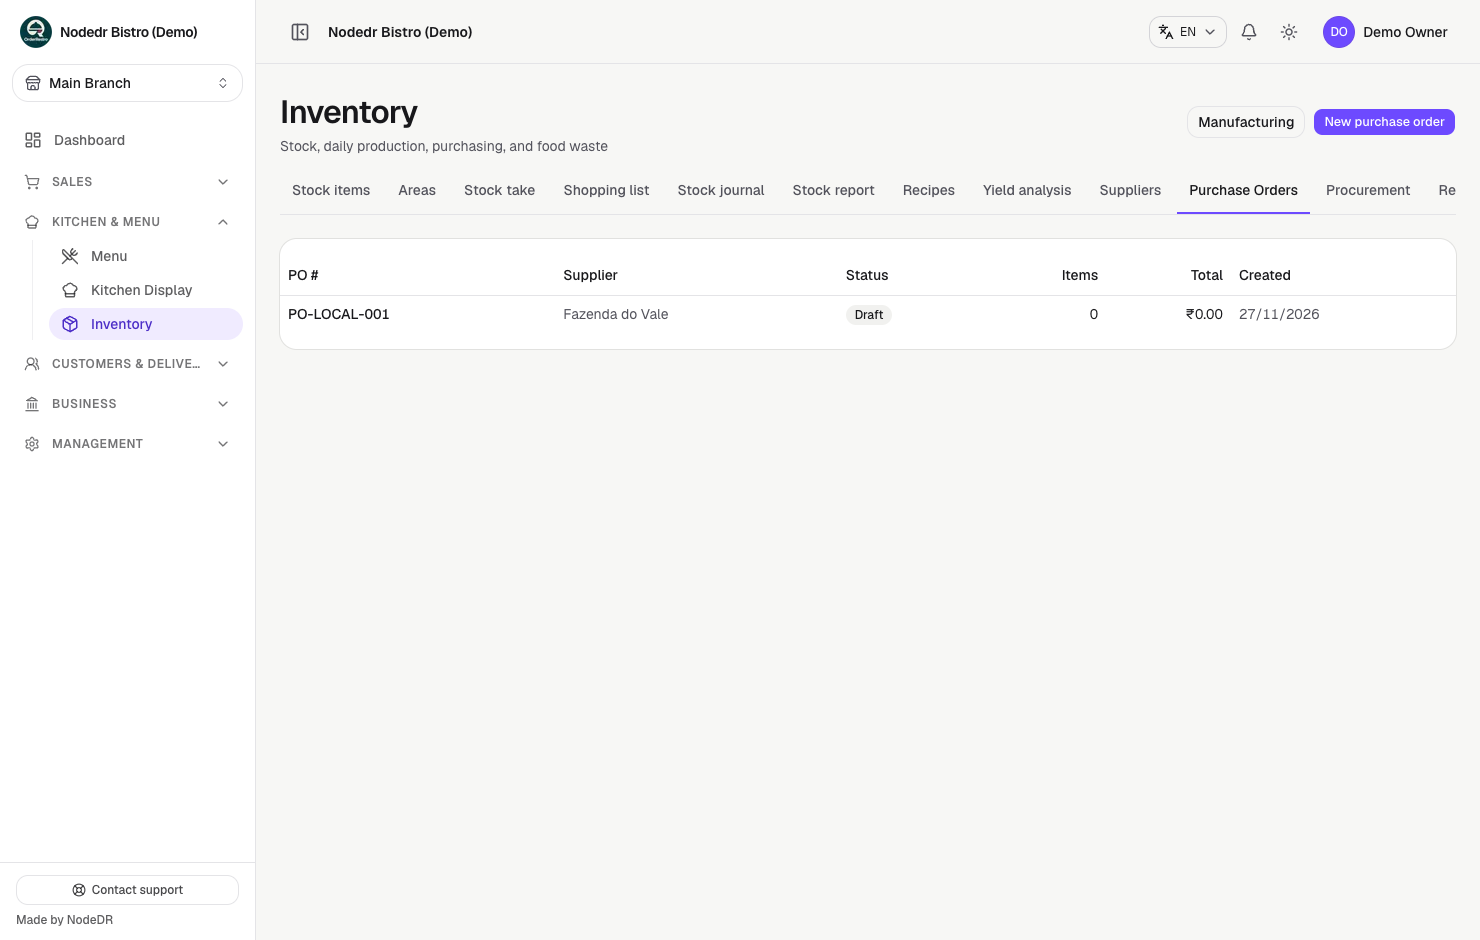 Nodedr Bistro (Demo)
Main Branch
Dashboard
SALES
KITCHEN & MENU
Menu
Kitchen Display
Inventory
CUSTOMERS & DELIVE...
BUSINESS
MANAGEMENT
Contact support
Made by NodeDR
Nodedr Bistro (Demo)
EN
DO
Demo Owner
Inventory
Stock, daily production, purchasing, and food waste
Manufacturing
New purchase order
Stock items Areas Stock take Shopping list Stock journal Stock report Recipes Yield analysis Suppliers Purchase Orders Procurement Re
PO # Supplier Status Items Total Created
PO-LOCAL-001 Fazenda do Vale Draft 0 ₹0.00 27/11/2026